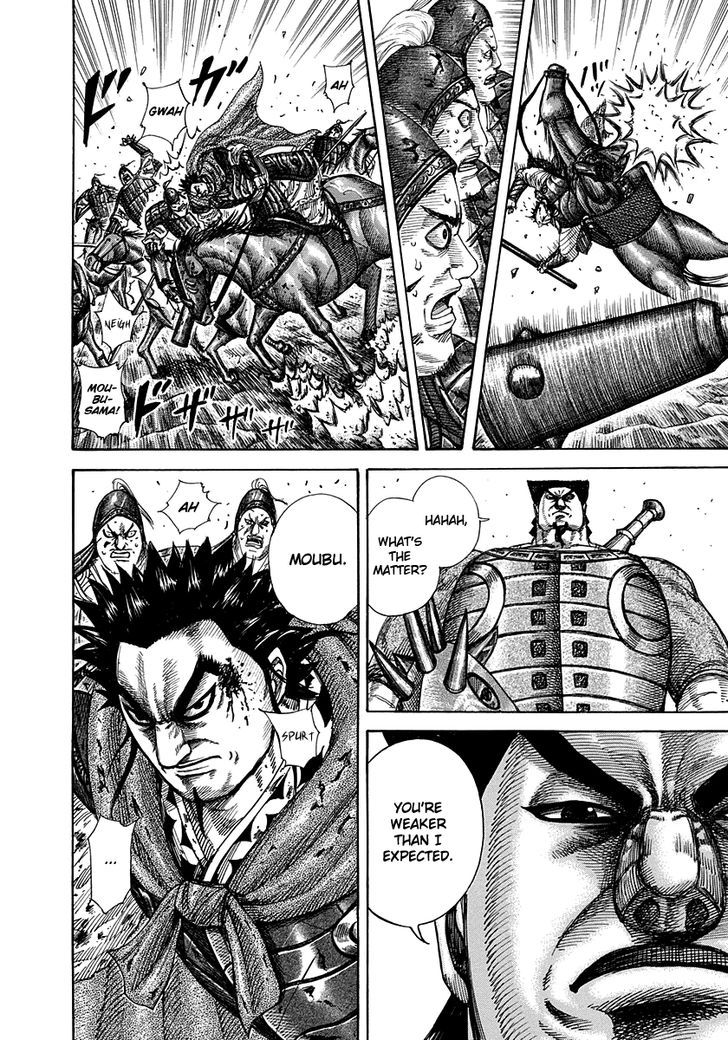 AH
GWAH
ドガ
NEIGH
MOU-
BU-
SAMA!
ドザザザ
HAHAH,
WHAT'S
THE
MATTER?
AH
MOUBU.
SPURT
...
YOU'RE
WEAKER
THAN I
EXPECTED.